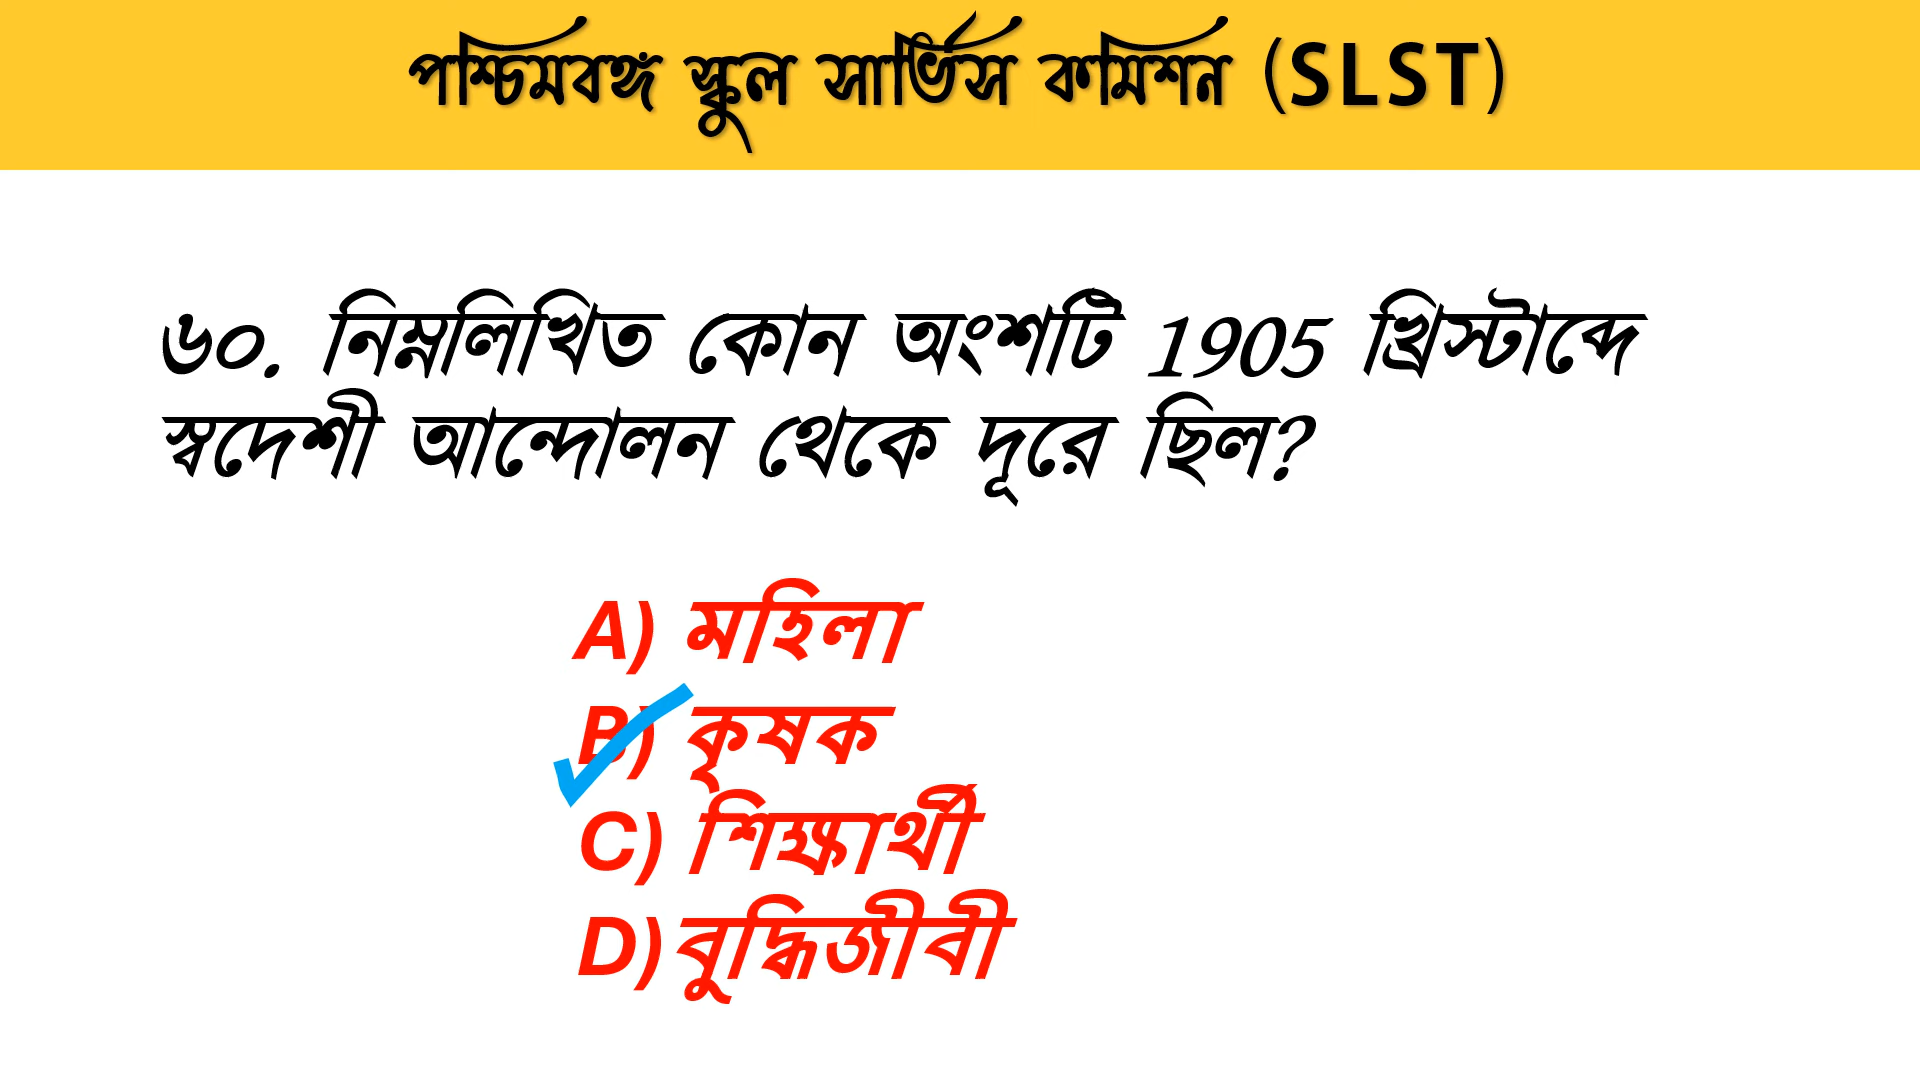 পশ্চিমবঙ্গ স্কুল সার্ভিস কমিশন (SLST)
৬০. নিম্নলিখিত কোন অংশটি 1905 খ্রিস্টাব্দে
স্বদেশী আন্দোলন থেকে দূরে ছিল?
A) মহিলা
B) কৃষক
C) শিক্ষার্থী
D)বুদ্ধিজীবী